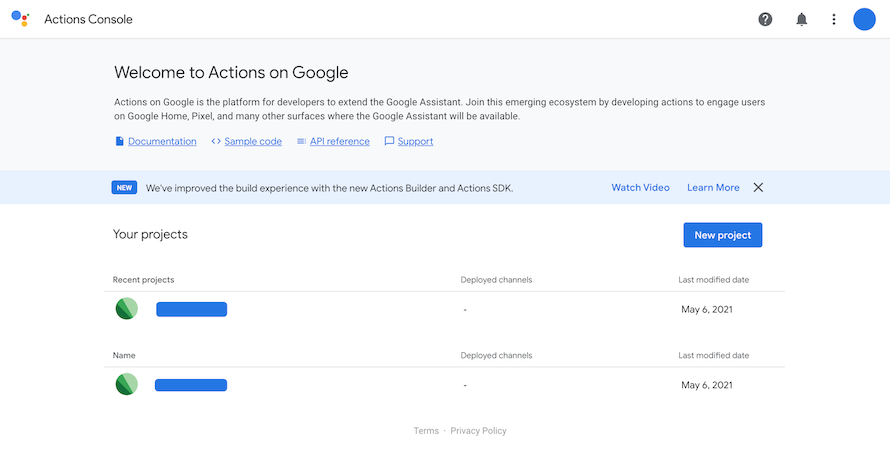 Actions Console
Welcome to Actions on Google
Actions on Google is the platform for developers to extend the Google Assistant. Join this emerging ecosystem by developing actions to engage users
on Google Home, Pixel, and many other surfaces where the Google Assistant will be available.
Documentation Sample code API reference Support
NEW We've improved the build experience with the new Actions Builder and Actions SDK. Watch Video Learn More
Your projects New project
Recent projects Deployed channels Last modified date
- May 6, 2021
Name Deployed channels Last modified date
- May 6, 2021
Terms · Privacy Policy